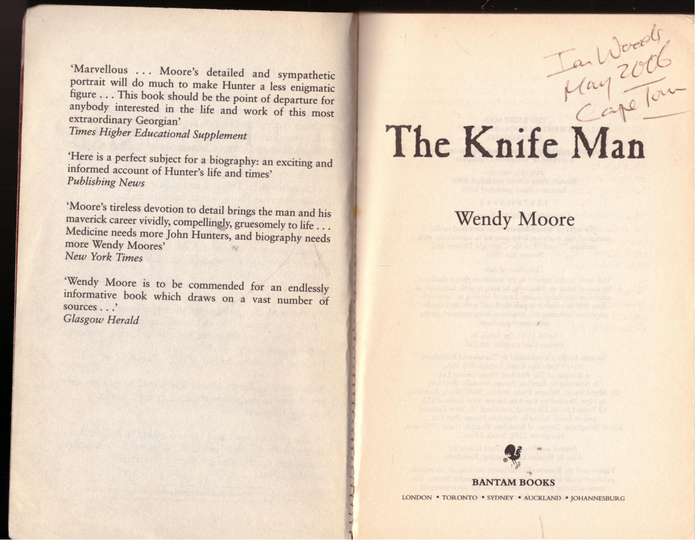 ‘Marvellous ... Moore’s detailed and sympathetic
portrait will do much to make Hunter a less enigmatic
figure ... This book should be the point of departure for
anybody interested in the life and work of this most
extraordinary Georgian’
Times Higher Educational Supplement
‘Here is a perfect subject for a biography: an exciting and
informed account of Hunter’s life and times’
Publishing News
‘Moore’s tireless devotion to detail brings the man and his
maverick career vividly, compellingly, gruesomely to life ...
Medicine needs more John Hunters, and biography needs
more Wendy Moores’
New York Times
‘Wendy Moore is to be commended for an endlessly
informative book which draws on a vast number of
sources ...’
Glasgow Herald
Ian Woods
May 2006
Cape Town
The Knife Man
Wendy Moore
BANTAM BOOKS
LONDON • TORONTO • SYDNEY • AUCKLAND • JOHANNESBURG